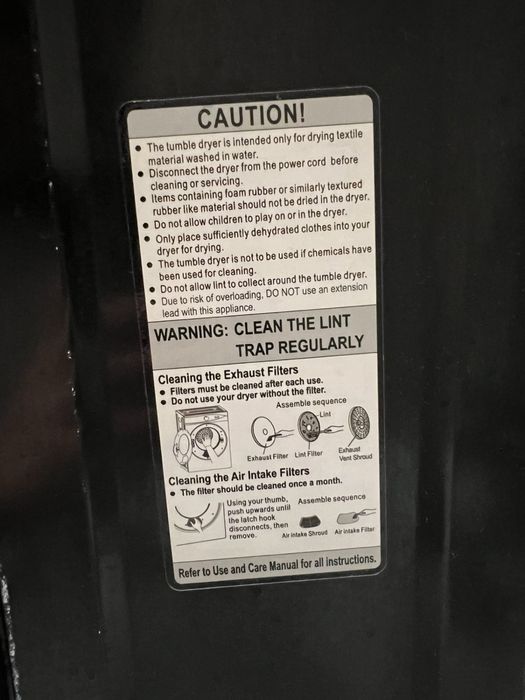 CAUTION!
• The tumble dryer is intended only for drying textile
material washed in water.
• Disconnect the dryer from the power cord before
cleaning or servicing.
• Items containing foam rubber or similarly textured
rubber like material should not be dried in the dryer.
• Do not allow children to play on or in the dryer.
• Only place sufficiently dehydrated clothes into your
dryer for drying.
• The tumble dryer is not to be used if chemicals have
been used for cleaning.
• Do not allow lint to collect around the tumble dryer.
• Due to risk of overloading, DO NOT use an extension
lead with this appliance.
WARNING: CLEAN THE LINT
TRAP REGULARLY
Cleaning the Exhaust Filters
• Filters must be cleaned after each use.
• Do not use your dryer without the filter.
Assemble sequence
Lint
Exhaust Filter Lint Filter Exhaust
Vent Shroud
Cleaning the Air Intake Filters
• The filter should be cleaned once a month.
Using your thumb, Assemble sequence
push upwards until
the latch hook
disconnects, then
remove. Air intake Shroud Air intake Filter
Refer to Use and Care Manual for all instructions.